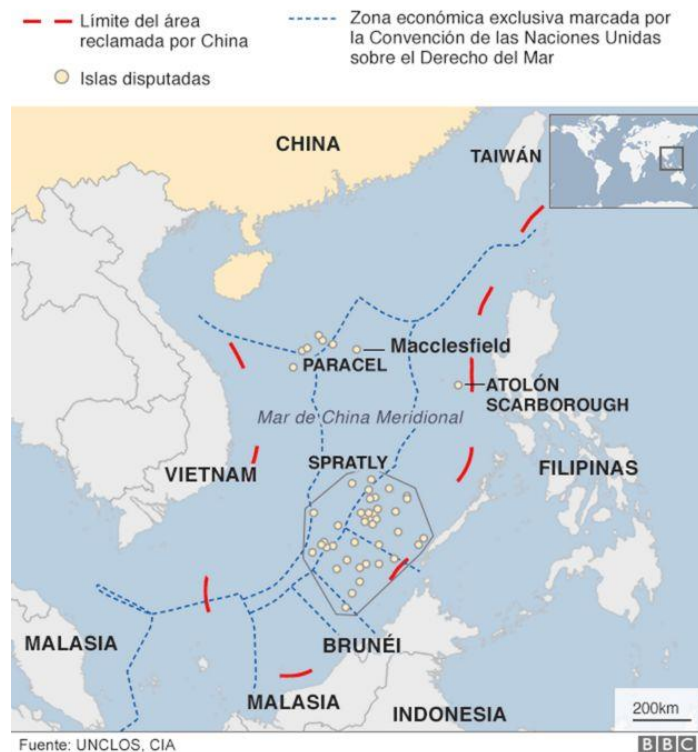 Límite del área
reclamada por China
Islas disputadas
Zona económica exclusiva marcada por
la Convención de las Naciones Unidas
sobre el Derecho del Mar
CHINA
TAIWÁN
Macclesfield
PARACEL
ATOLÓN
SCARBOROUGH
Mar de China Meridional
SPRATLY
VIETNAM
FILIPINAS
MALASIA
BRUNÉI
MALASIA
INDONESIA
200km
Fuente: UNCLOS, CIA
BBC